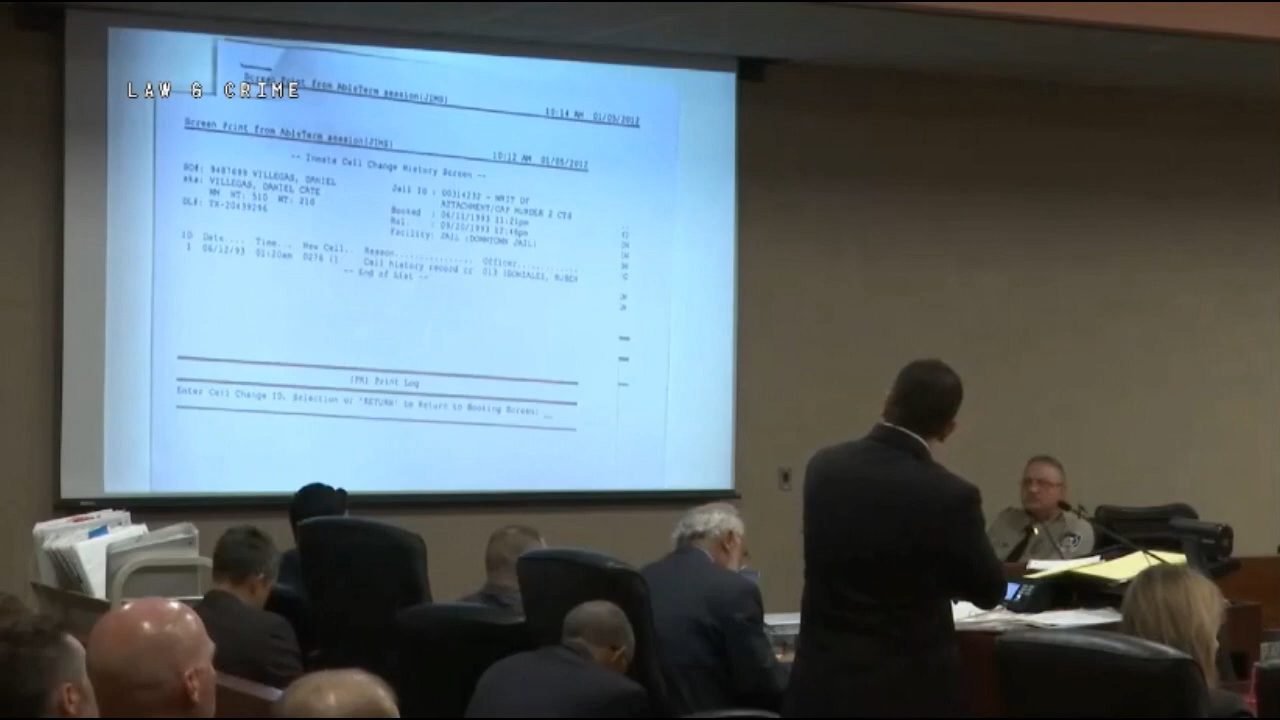 LAW & CRIME
Screen Print from AbleTerm session(JIMS)
10:14 AM 01/05/2012
Screen Print from AbleTerm session(JIMS)
10:12 AM 01/05/2012
-- Inmate Cell Change History Screen --
SO#: 9487689 VILLEGAS, DANIEL
aka: VILLEGAS, DANIEL CATE
WM HT: 510 WT: 210
DL#: TX-20439296
Jail ID : 00314232 - WRIT OF
ATTACHMENT/CAP MURDER 2 CTS
Booked : 06/11/1993 11:21pm
Rel. : 09/20/1993 12:46pm
Facility: JAIL (DOWNTOWN JAIL)
ID Date.... Time... New Cell. Reason............... Officer............
1 06/12/93 01:20am 0276 () Cell history record cr 013 (GONZALEZ,
-- End of List --
(PR) Print Log
Enter Cell Change ID, Selection or 'RETURN' to Return to Booking Screen: __